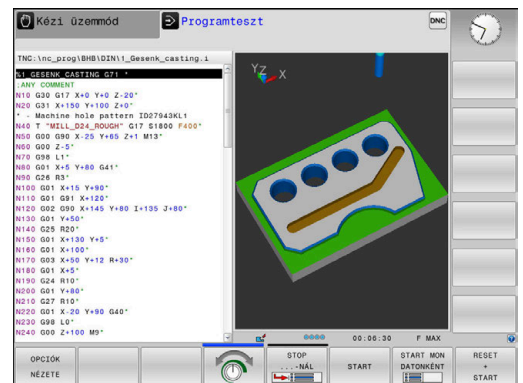 Kézi üzemmód
Programteszt
DNC
TNC:\nc_prog\BHB\DIN\1_Gesenk_casting.i
%1_GESENK_CASTING G71 *
;ANY COMMENT
N10 G30 G17 X+0 Y+0 Z-20*
N20 G31 X+150 Y+100 Z+0*
* - Machine hole pattern ID27943KL1
N40 T "MILL_D24_ROUGH" G17 S1800 F400*
N50 G00 G90 X-25 Y+65 Z+1 M13*
N60 G00 Z-5*
N70 G98 L1*
N80 G01 X+5 Y+80 G41*
N90 G26 R3*
N100 G01 X+15 Y+90*
N110 G01 G91 X+120*
N120 G02 G90 X+145 Y+80 I+135 J+80*
N130 G01 Y+50*
N140 G25 R20*
N150 G01 X+130 Y+5*
N160 G01 X+100*
N170 G03 X+50 Y+12 R+30*
N180 G01 X+5*
N190 G24 R10*
N200 G01 Y+80*
N210 G27 R10*
N220 G01 X-20 Y+90 G40*
N230 G98 L0*
N240 G00 Z+100 M9*
Y Z X
00:06:30 F MAX
OPCIÓK
NÉZETE
STOP
...-NÁL
START
START MON
DATONKÉNT
RESET
+
START